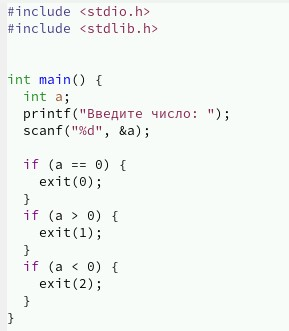 #include <stdio.h>
#include <stdlib.h>
int main() {
int a;
printf("Введите число: ");
scanf("%d", &a);
if (a == 0) {
exit(0);
}
if (a > 0) {
exit(1);
}
if (a < 0) {
exit(2);
}
}